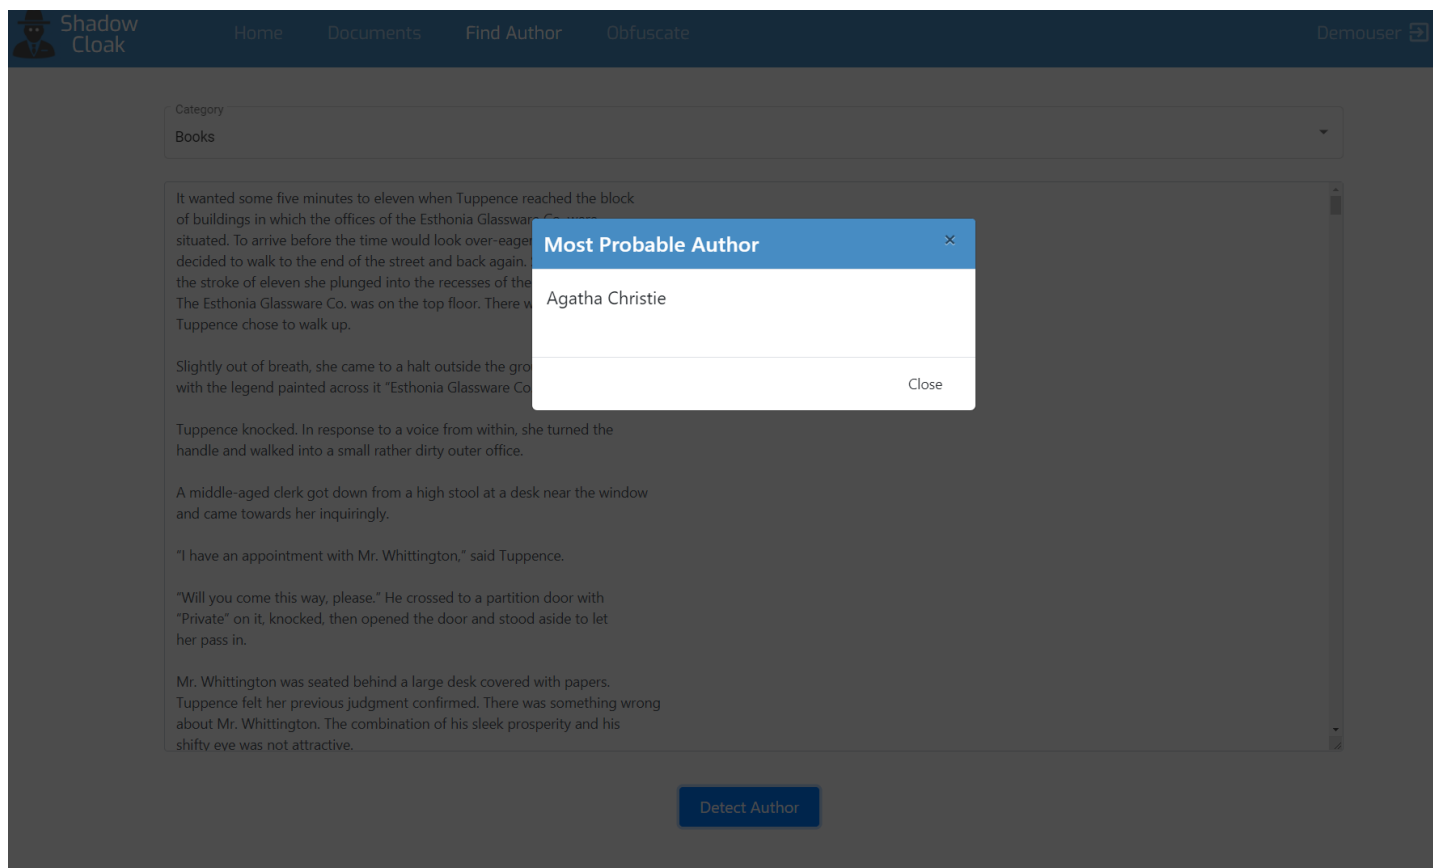 Shadow
Cloak
Home Documents Find Author Obfuscate
Demouser
Category
Books
It wanted some five minutes to eleven when Tuppence reached the block
of buildings in which the offices of the Esthonia Glassware Co. were
situated. To arrive before the time would look over-eager
decided to walk to the end of the street and back again.
the stroke of eleven she plunged into the recesses of the
The Esthonia Glassware Co. was on the top floor. There
Tuppence chose to walk up.
Slightly out of breath, she came to a halt outside the
with the legend painted across it "Esthonia Glassware Co
Tuppence knocked. In response to a voice from within, she turned the
handle and walked into a small rather dirty outer office.
A middle-aged clerk got down from a high stool at a desk near the window
and came towards her inquiringly.
"I have an appointment with Mr. Whittington," said Tuppence.
"Will you come this way, please." He crossed to a partition door with
"Private" on it, knocked, then opened the door and stood aside to let
her pass in.
Mr. Whittington was seated behind a large desk covered with papers.
Tuppence felt her previous judgment confirmed. There was something wrong
about Mr. Whittington. The combination of his sleek prosperity and his
shifty eye was not attractive.
Most Probable Author ×
Agatha Christie
Close
Detect Author